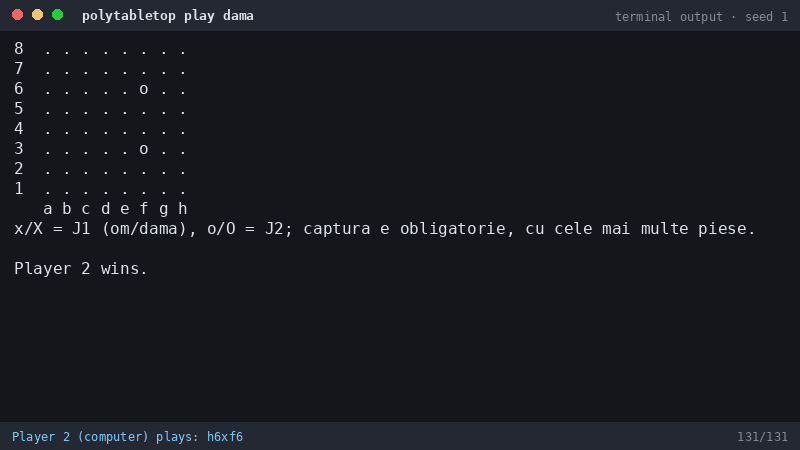 polytabletop play dama
terminal output · seed 1
8 . . . . . . . .
7 . . . . . . . .
6 . . . . . o . .
5 . . . . . . . .
4 . . . . . . . .
3 . . . . . o . .
2 . . . . . . . .
1 . . . . . . . .
a b c d e f g h
x/X = J1 (om/dama), o/O = J2; captura e obligatorie, cu cele mai multe piese.
Player 2 wins.
Player 2 (computer) plays: h6xf6
131/131